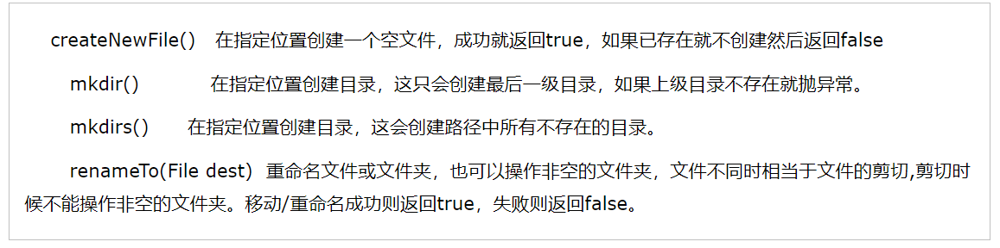 createNewFile() 在指定位置创建一个空文件，成功就返回true，如果已存在就不创建然后返回false
mkdir() 在指定位置创建目录，这只会创建最后一级目录，如果上级目录不存在就抛异常。
mkdirs() 在指定位置创建目录，这会创建路径中所有不存在的目录。
renameTo(File dest) 重命名文件或文件夹，也可以操作非空的文件夹，文件不同时相当于文件的剪切,剪切时
候不能操作非空的文件夹。移动/重命名成功则返回true，失败则返回false。